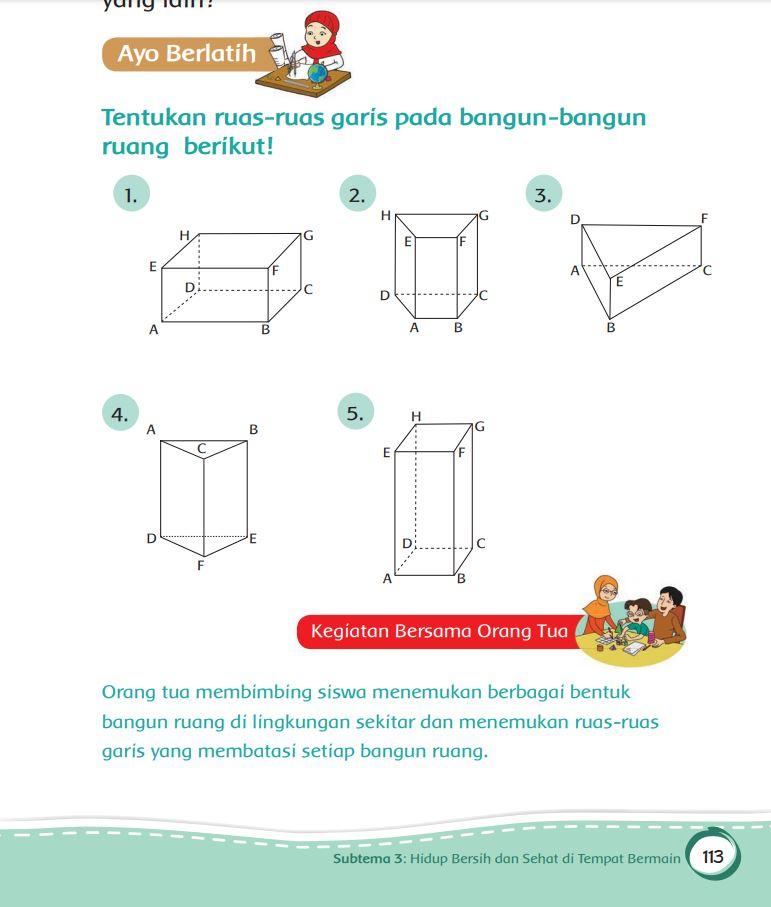 yang lain?
Ayo Berlatih
Tentukan ruas-ruas garis pada bangun-bangun
ruang berikut!
1.
H
G
E
F
D
C
A
B
2.
H
G
E
F
D
C
A
B
3.
D
F
A
E
C
B
4.
A
B
C
D
E
F
5.
H
G
E
F
D
C
A
B
Kegiatan Bersama Orang Tua
Orang tua membimbing siswa menemukan berbagai bentuk
bangun ruang di lingkungan sekitar dan menemukan ruas-ruas
garis yang membatasi setiap bangun ruang.
Subtema 3: Hidup Bersih dan Sehat di Tempat Bermain
113